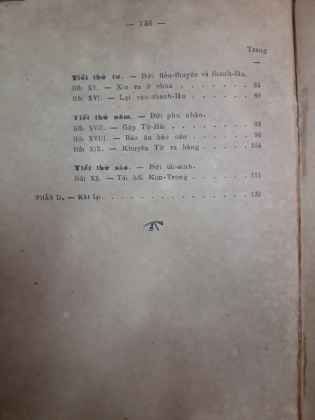 — 136 —
Trang
—
Tiết thứ tư. — Đời tiểu-thuyền và thanh-lâu.
Hồi XV. — Xin ra ở chùa . . . . . . . . 84
Hồi XVI. — Lại vào thanh-lâu . . . . . . . 89
Tiết thứ năm. — Đời phu nhân.
Hồi XVII. — Gặp Từ-Hải . . . . . . . . 93
Hồi XVIII. — Báo ân báo oán . . . . . . . 98
Hồi XIX. — Khuyên Từ ra hàng . . . . . . . 104
Tiết thứ sáu. — Đời tái-sinh.
Hồi XX. — Tái hồi Kim-Trọng . . . . . . . 111
PHẦN D. — Kết lại . . . . . . . . . . . 132